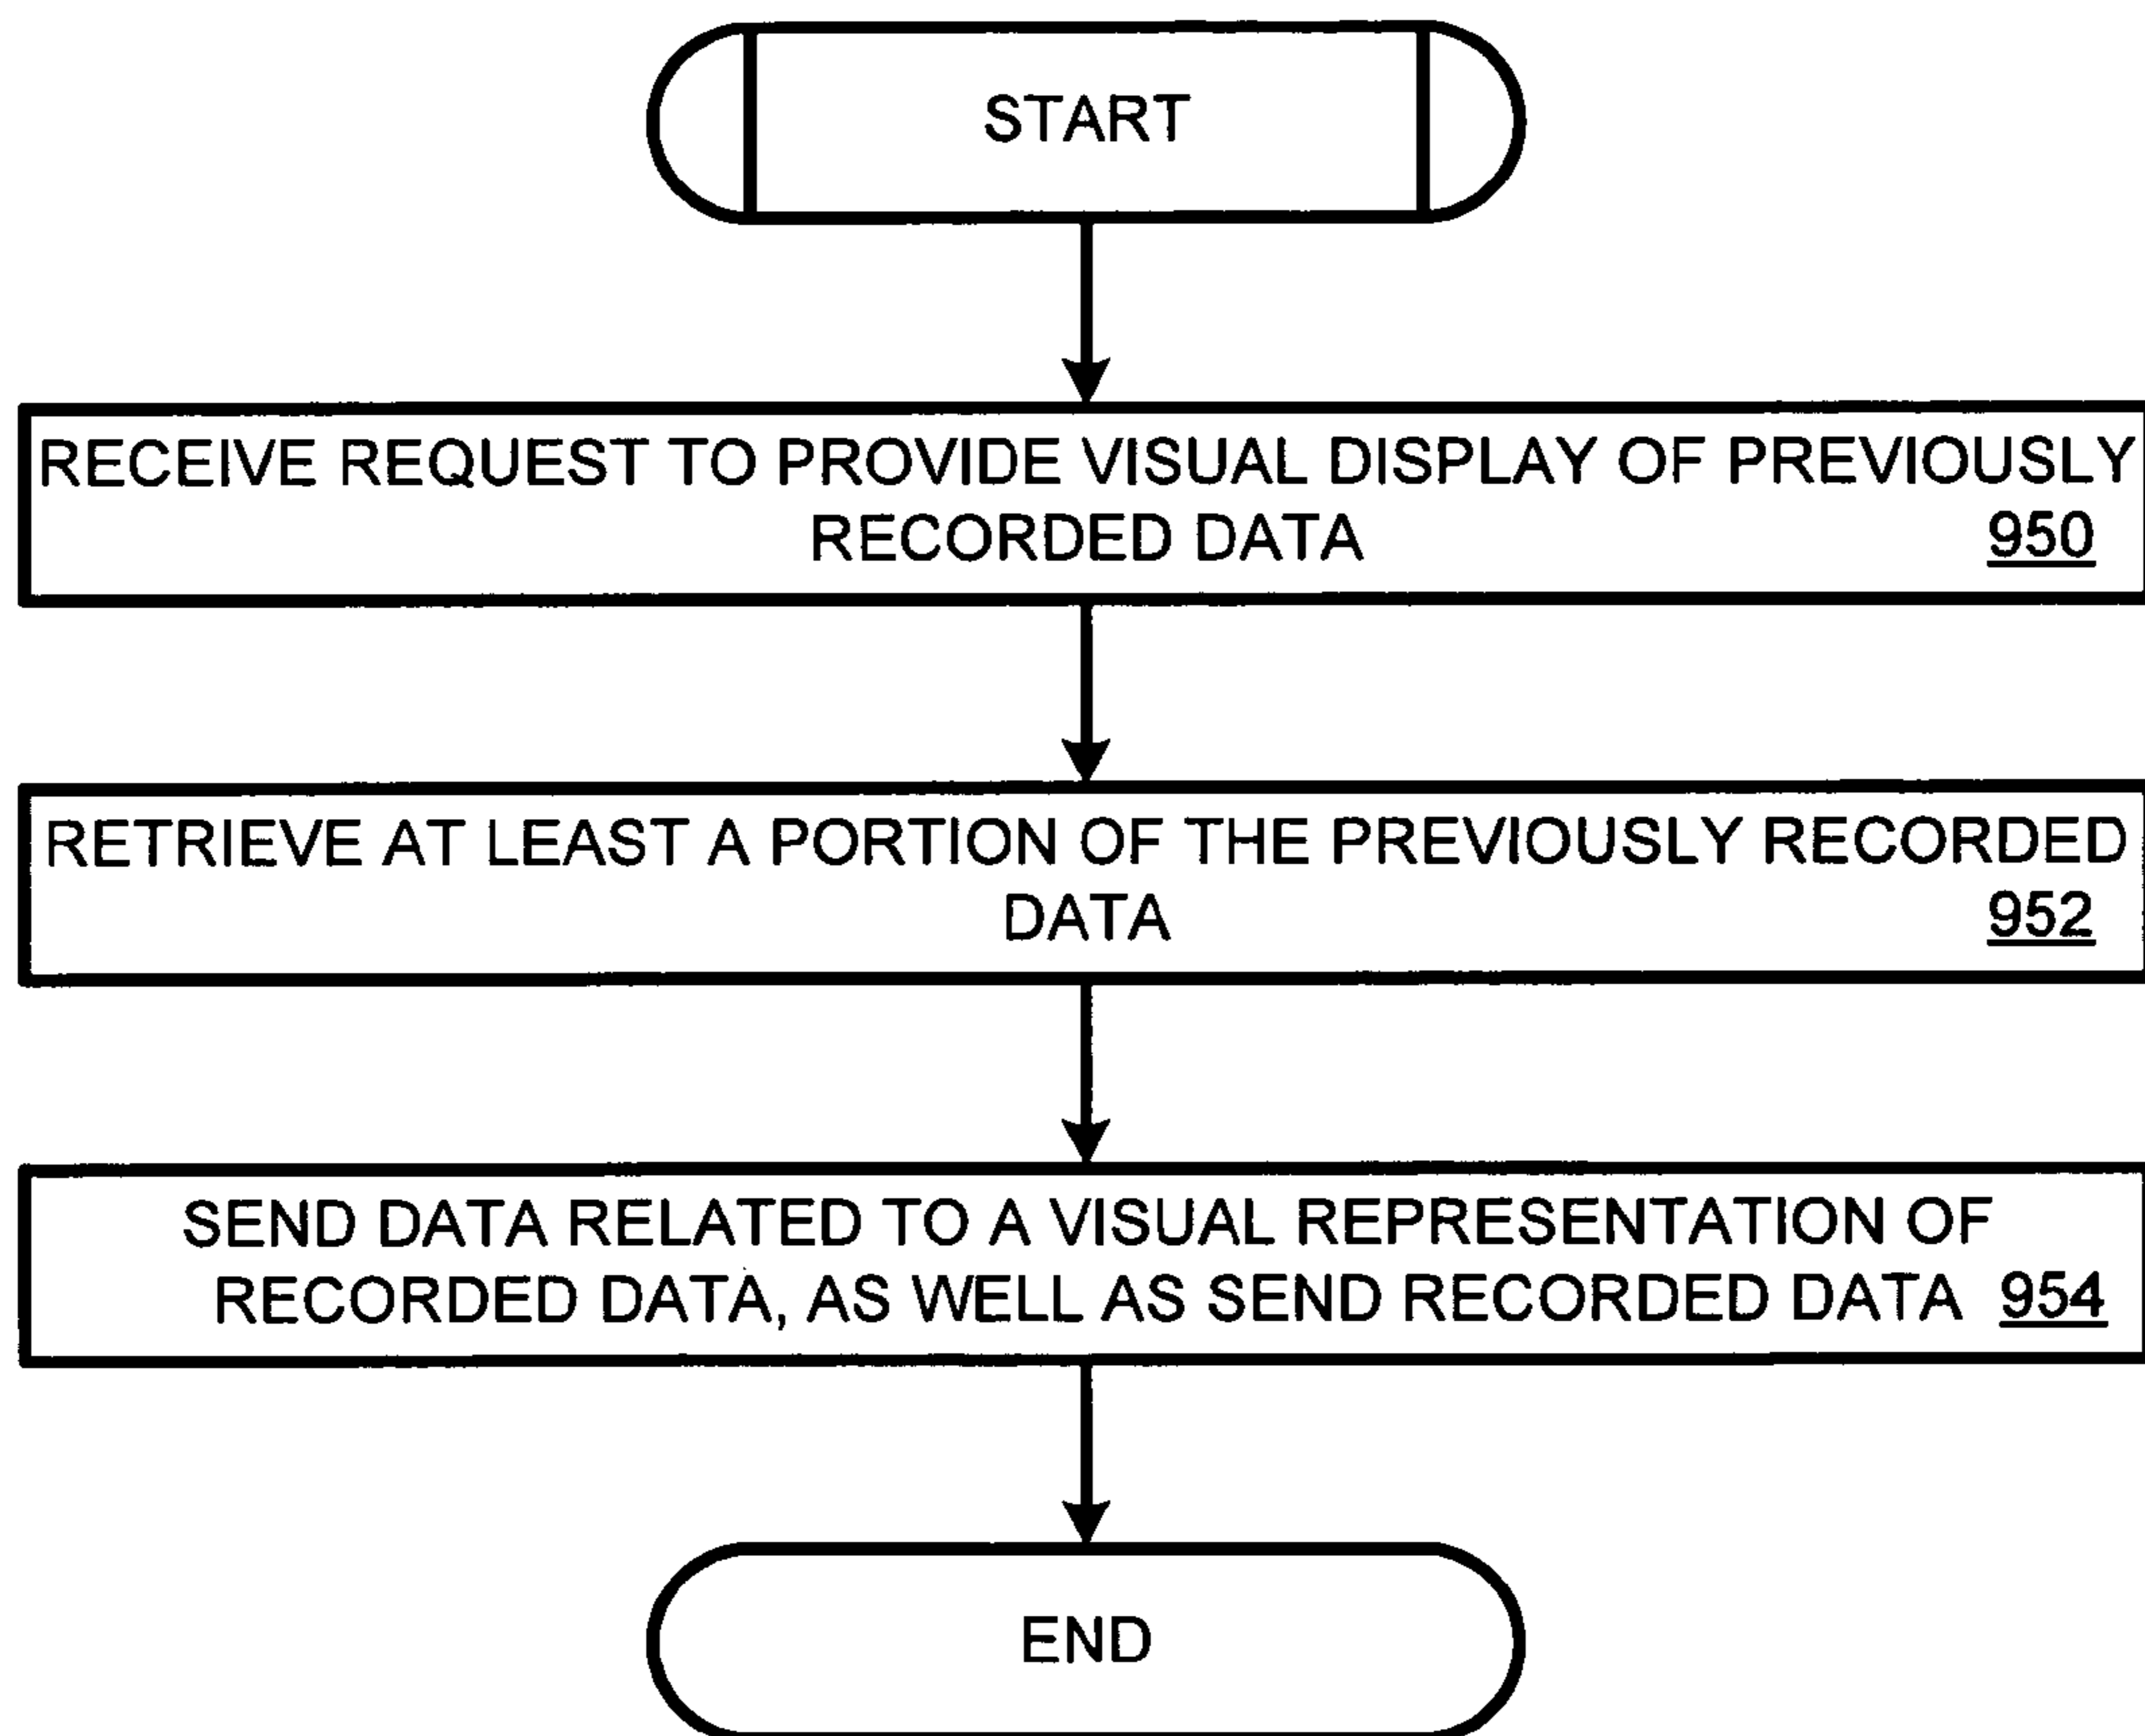 START
RECEIVE REQUEST TO PROVIDE VISUAL DISPLAY OF PREVIOUSLY
RECORDED DATA 950
RETRIEVE AT LEAST A PORTION OF THE PREVIOUSLY RECORDED
DATA 952
SEND DATA RELATED TO A VISUAL REPRESENTATION OF
RECORDED DATA, AS WELL AS SEND RECORDED DATA 954
END